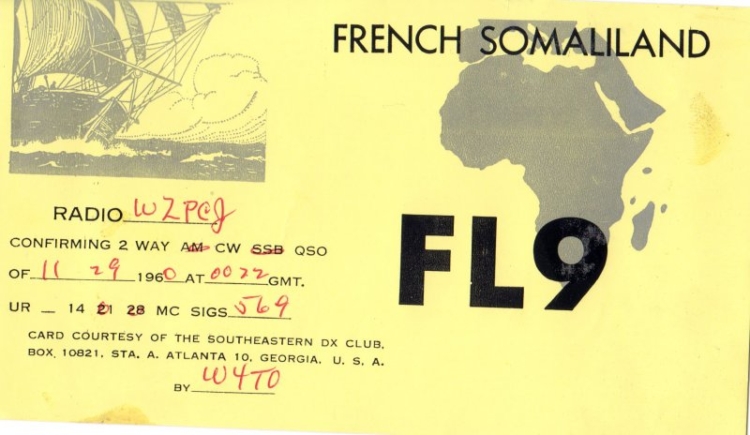 FRENCH SOMALILAND
FL9
RADIO W2PCJ
CONFIRMING 2 WAY AM CW SSB QSO
OF 11 29 1960 AT 0022 GMT.
UR _ 14 21 28 MC SIGS 569
CARD COURTESY OF THE SOUTHEASTERN DX CLUB,
BOX 10821, STA. A. ATLANTA 10, GEORGIA, U. S. A.
BY W4TO